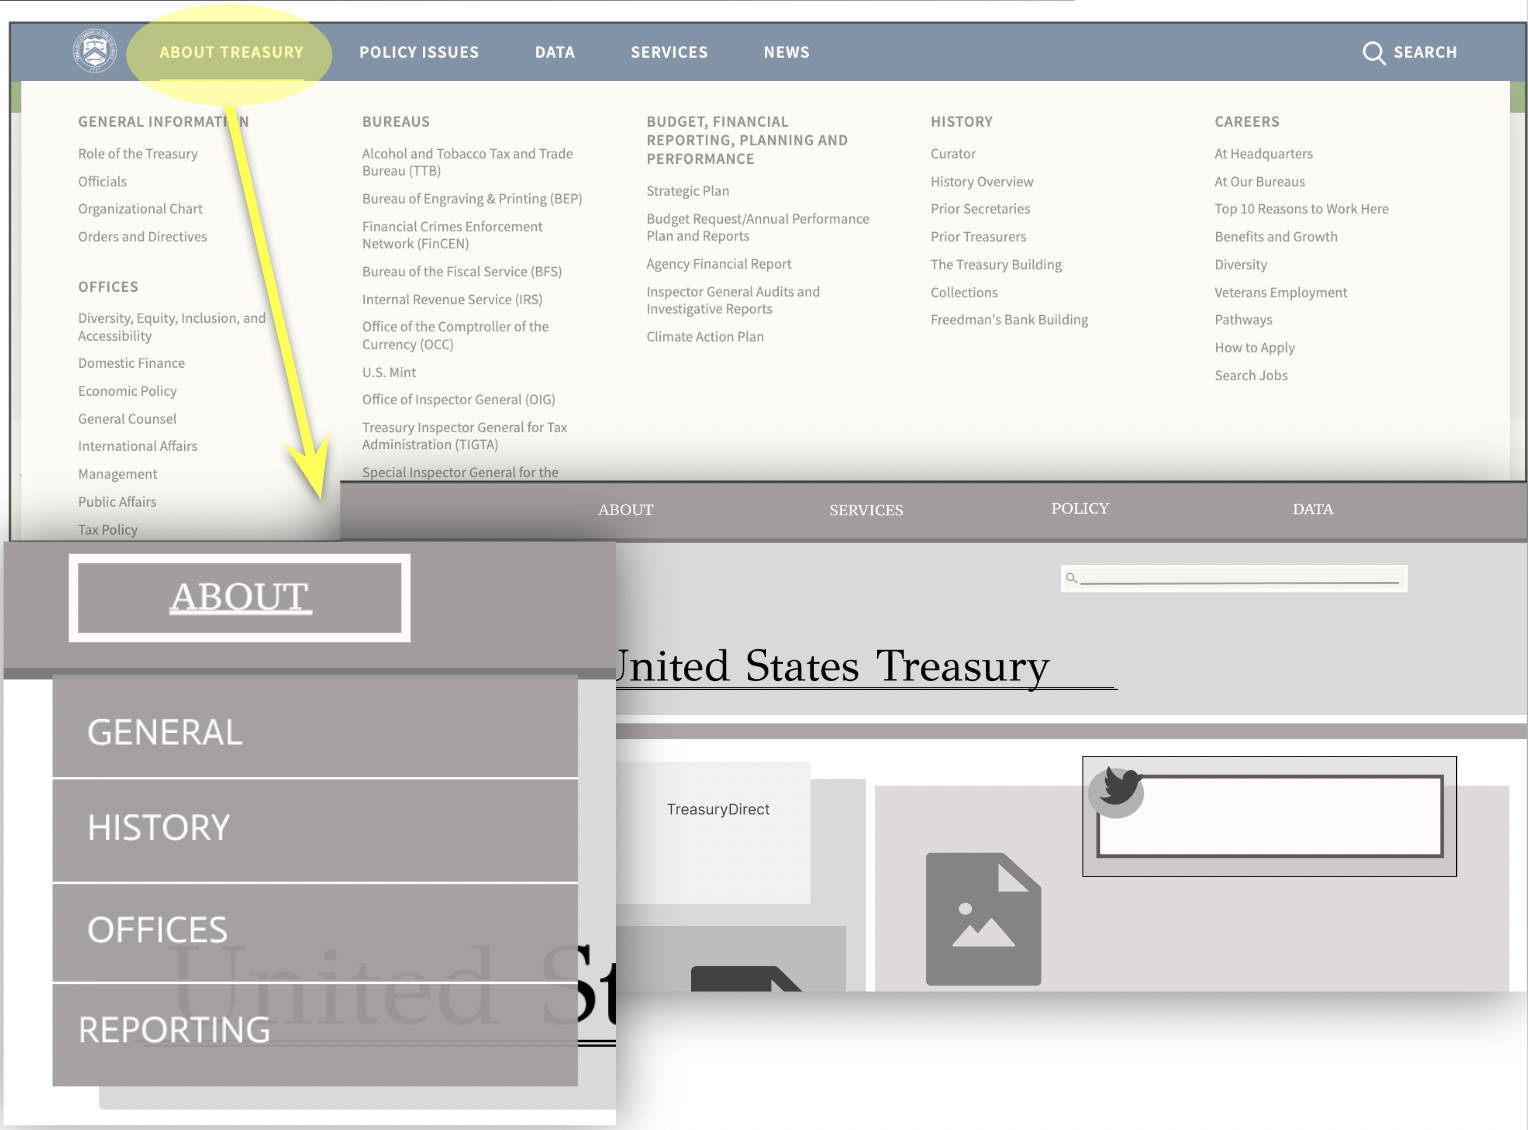 ABOUT TREASURY
POLICY ISSUES
DATA
SERVICES
NEWS
SEARCH
GENERAL INFORMATION
Role of the Treasury
Officials
Organizational Chart
Orders and Directives
OFFICES
Diversity, Equity, Inclusion, and
Accessibility
Domestic Finance
Economic Policy
General Counsel
International Affairs
Management
Public Affairs
Tax Policy
BUREAUS
Alcohol and Tobacco Tax and Trade
Bureau (TTB)
Bureau of Engraving & Printing (BEP)
Financial Crimes Enforcement
Network (FinCEN)
Bureau of the Fiscal Service (BFS)
Internal Revenue Service (IRS)
Office of the Comptroller of the
Currency (OCC)
U.S. Mint
Office of Inspector General (OIG)
Treasury Inspector General for Tax
Administration (TIGTA)
Special Inspector General for the
BUDGET, FINANCIAL
REPORTING, PLANNING AND
PERFORMANCE
Strategic Plan
Budget Request/Annual Performance
Plan and Reports
Agency Financial Report
Inspector General Audits and
Investigative Reports
Climate Action Plan
HISTORY
Curator
History Overview
Prior Secretaries
Prior Treasurers
The Treasury Building
Collections
Freedman's Bank Building
CAREERS
At Headquarters
At Our Bureaus
Top 10 Reasons to Work Here
Benefits and Growth
Diversity
Veterans Employment
Pathways
How to Apply
Search Jobs
ABOUT
SERVICES
POLICY
DATA
United States Treasury
TreasuryDirect
ABOUT
GENERAL
HISTORY
OFFICES
REPORTING
United St